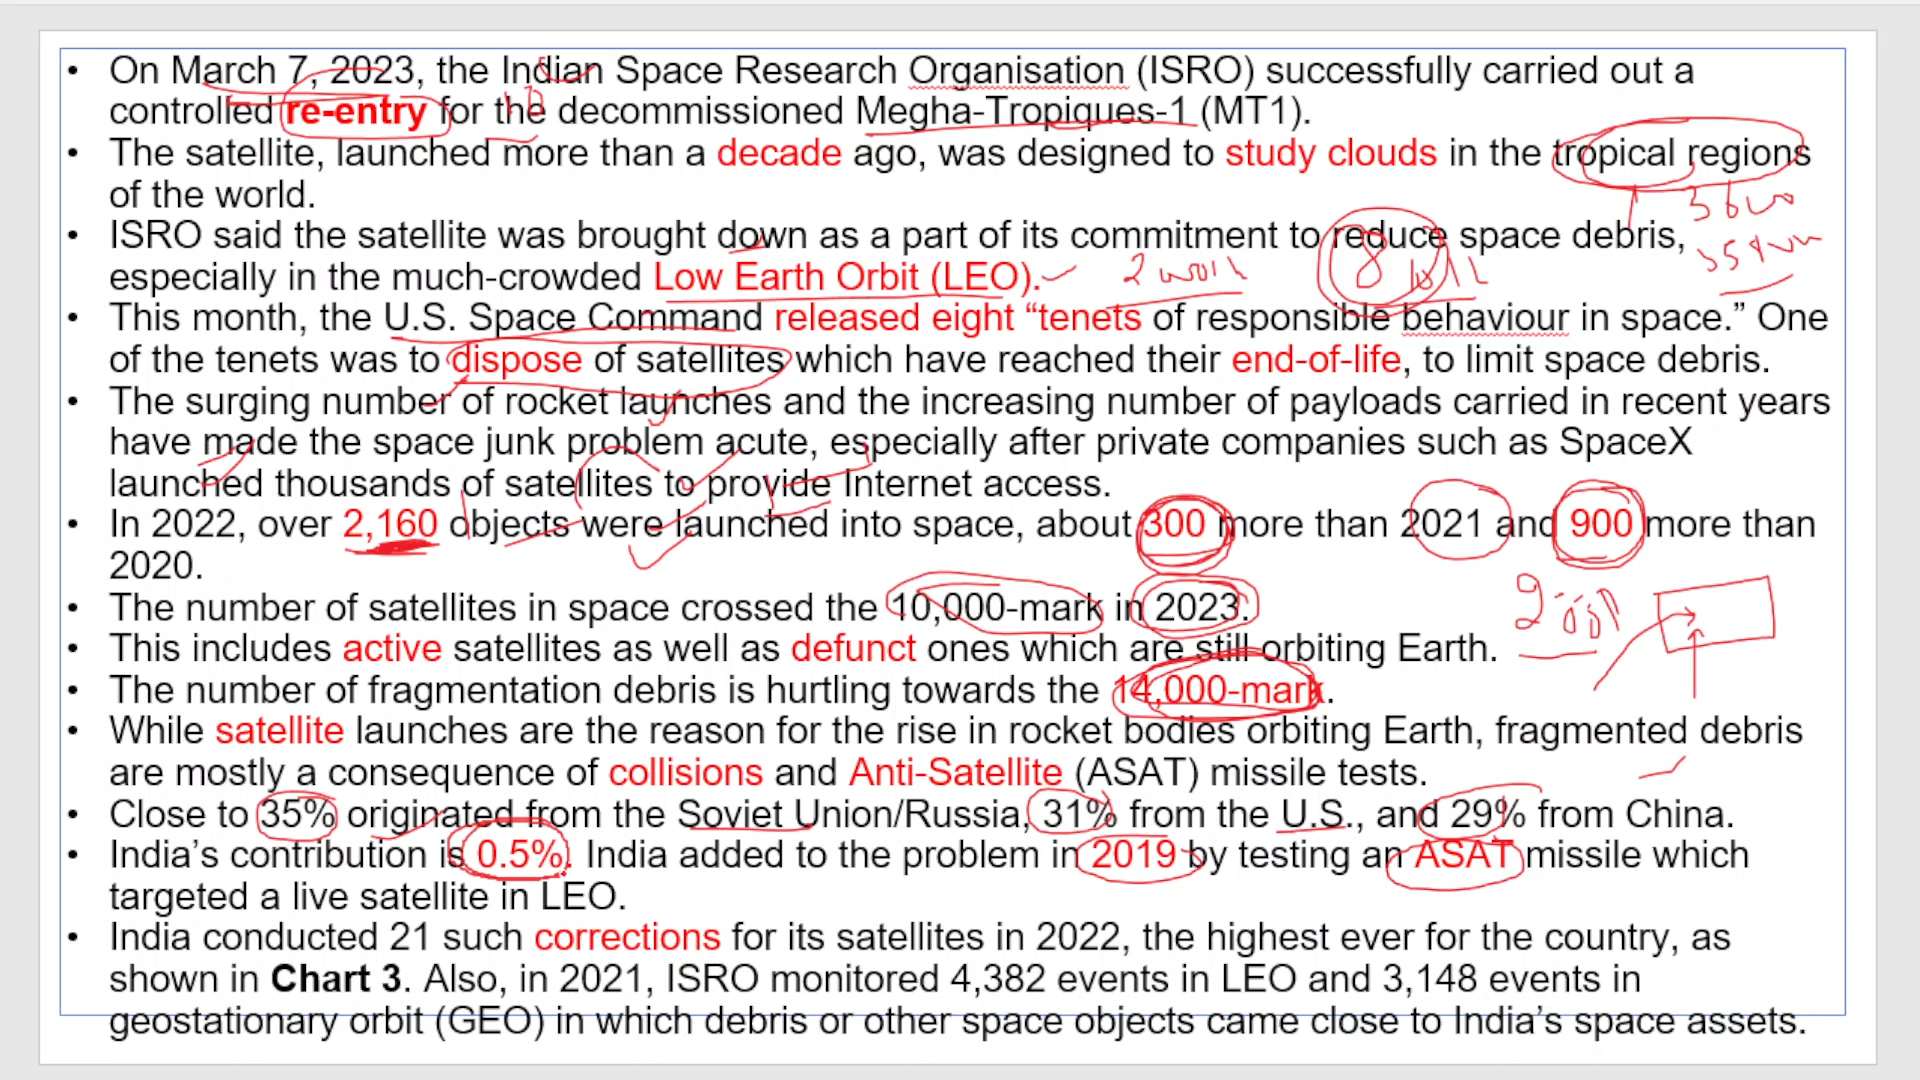 • On March 7, 2023, the Indian Space Research Organisation (ISRO) successfully carried out a
controlled re-entry for the decommissioned Megha-Tropiques-1 (MT1).
• The satellite, launched more than a decade ago, was designed to study clouds in the tropical regions
of the world.
• ISRO said the satellite was brought down as a part of its commitment to reduce space debris,
especially in the much-crowded Low Earth Orbit (LEO).
8
• This month, the U.S. Space Command released eight “tenets of responsible behaviour in space.” One
of the tenets was to dispose of satellites which have reached their end-of-life, to limit space debris.
• The surging number of rocket launches and the increasing number of payloads carried in recent years
have made the space junk problem acute, especially after private companies such as SpaceX
launched thousands of satellites to provide Internet access.
• In 2022, over 2,160 objects were launched into space, about 300 more than 2021 and 900 more than
2020.
• The number of satellites in space crossed the 10,000-mark in 2023.
• This includes active satellites as well as defunct ones which are still orbiting Earth.
• The number of fragmentation debris is hurtling towards the 14,000-mark.
• While satellite launches are the reason for the rise in rocket bodies orbiting Earth, fragmented debris
are mostly a consequence of collisions and Anti-Satellite (ASAT) missile tests.
• Close to 35% originated from the Soviet Union/Russia, 31% from the U.S., and 29% from China.
• India’s contribution is 0.5%. India added to the problem in 2019 by testing an ASAT missile which
targeted a live satellite in LEO.
• India conducted 21 such corrections for its satellites in 2022, the highest ever for the country, as
shown in Chart 3. Also, in 2021, ISRO monitored 4,382 events in LEO and 3,148 events in
geostationary orbit (GEO) in which debris or other space objects came close to India’s space assets.